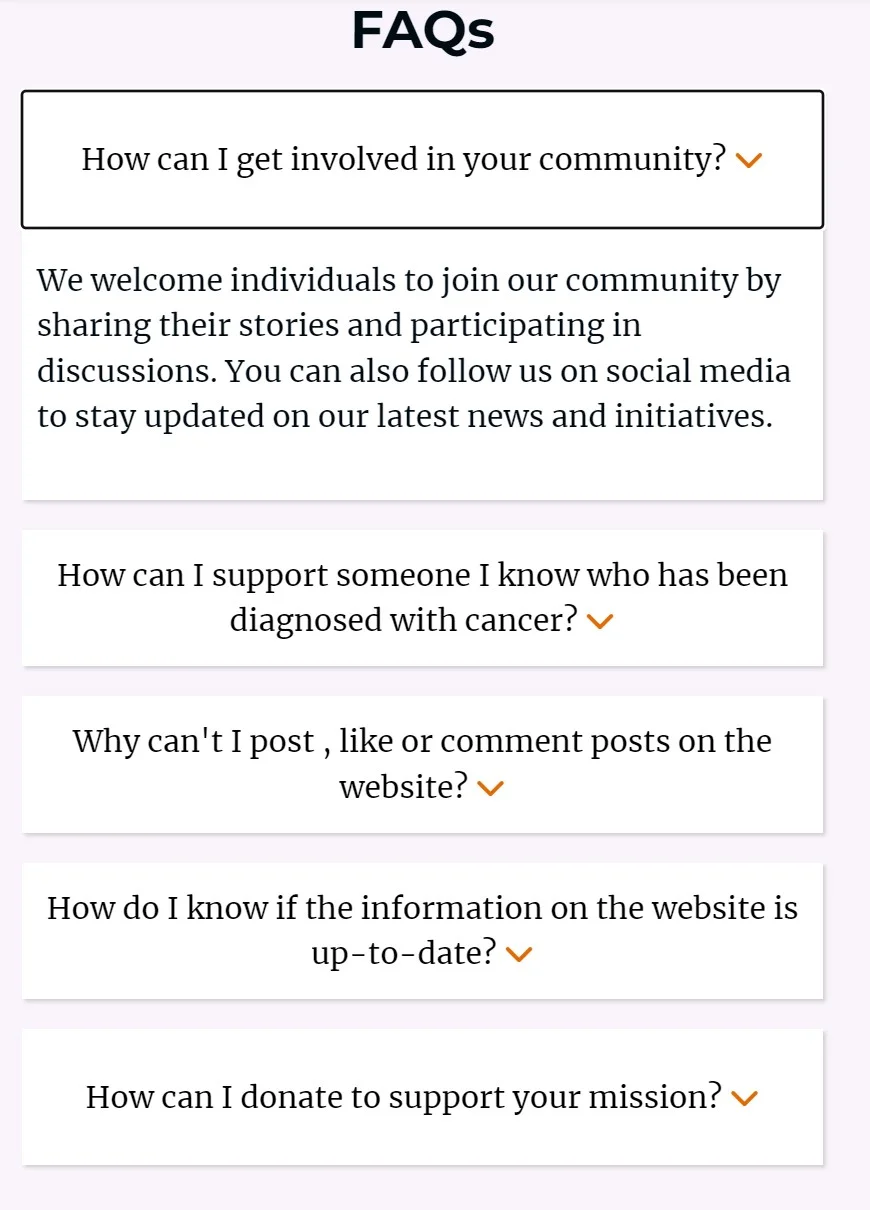 FAQs
How can I get involved in your community?
We welcome individuals to join our community by
sharing their stories and participating in
discussions. You can also follow us on social media
to stay updated on our latest news and initiatives.
How can I support someone I know who has been
diagnosed with cancer?
Why can't I post , like or comment posts on the
website?
How do I know if the information on the website is
up-to-date?
How can I donate to support your mission?